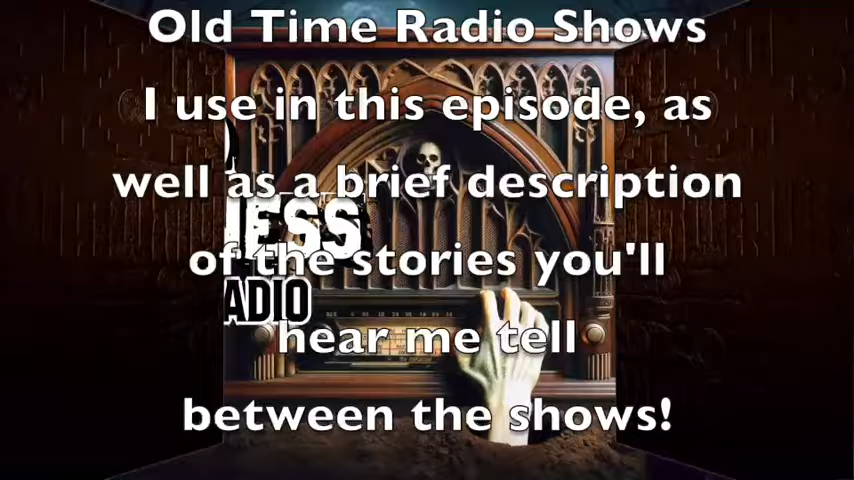 Old Time Radio Shows
I use in this episode, as
well as a brief description
of the stories you'll
hear me tell
between the shows!